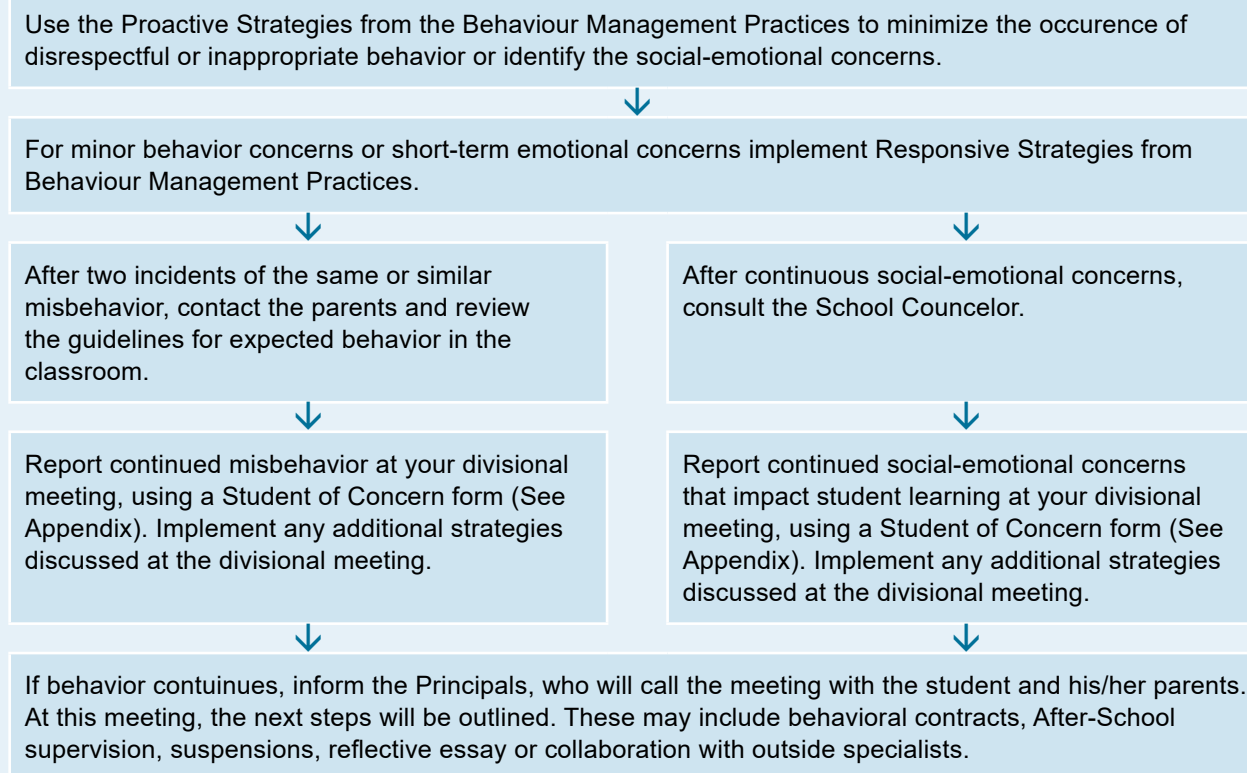 Use the Proactive Strategies from the Behaviour Management Practices to minimize the occurence of
disrespectful or inappropriate behavior or identify the social-emotional concerns.
For minor behavior concerns or short-term emotional concerns implement Responsive Strategies from
Behaviour Management Practices.
After two incidents of the same or similar
misbehavior, contact the parents and review
the guidelines for expected behavior in the
classroom.
After continuous social-emotional concerns,
consult the School Councelor.
Report continued misbehavior at your divisional
meeting, using a Student of Concern form (See
Appendix). Implement any additional strategies
discussed at the divisional meeting.
Report continued social-emotional concerns
that impact student learning at your divisional
meeting, using a Student of Concern form (See
Appendix). Implement any additional strategies
discussed at the divisional meeting.
If behavior contuinues, inform the Principals, who will call the meeting with the student and his/her parents.
At this meeting, the next steps will be outlined. These may include behavioral contracts, After-School
supervision, suspensions, reflective essay or collaboration with outside specialists.